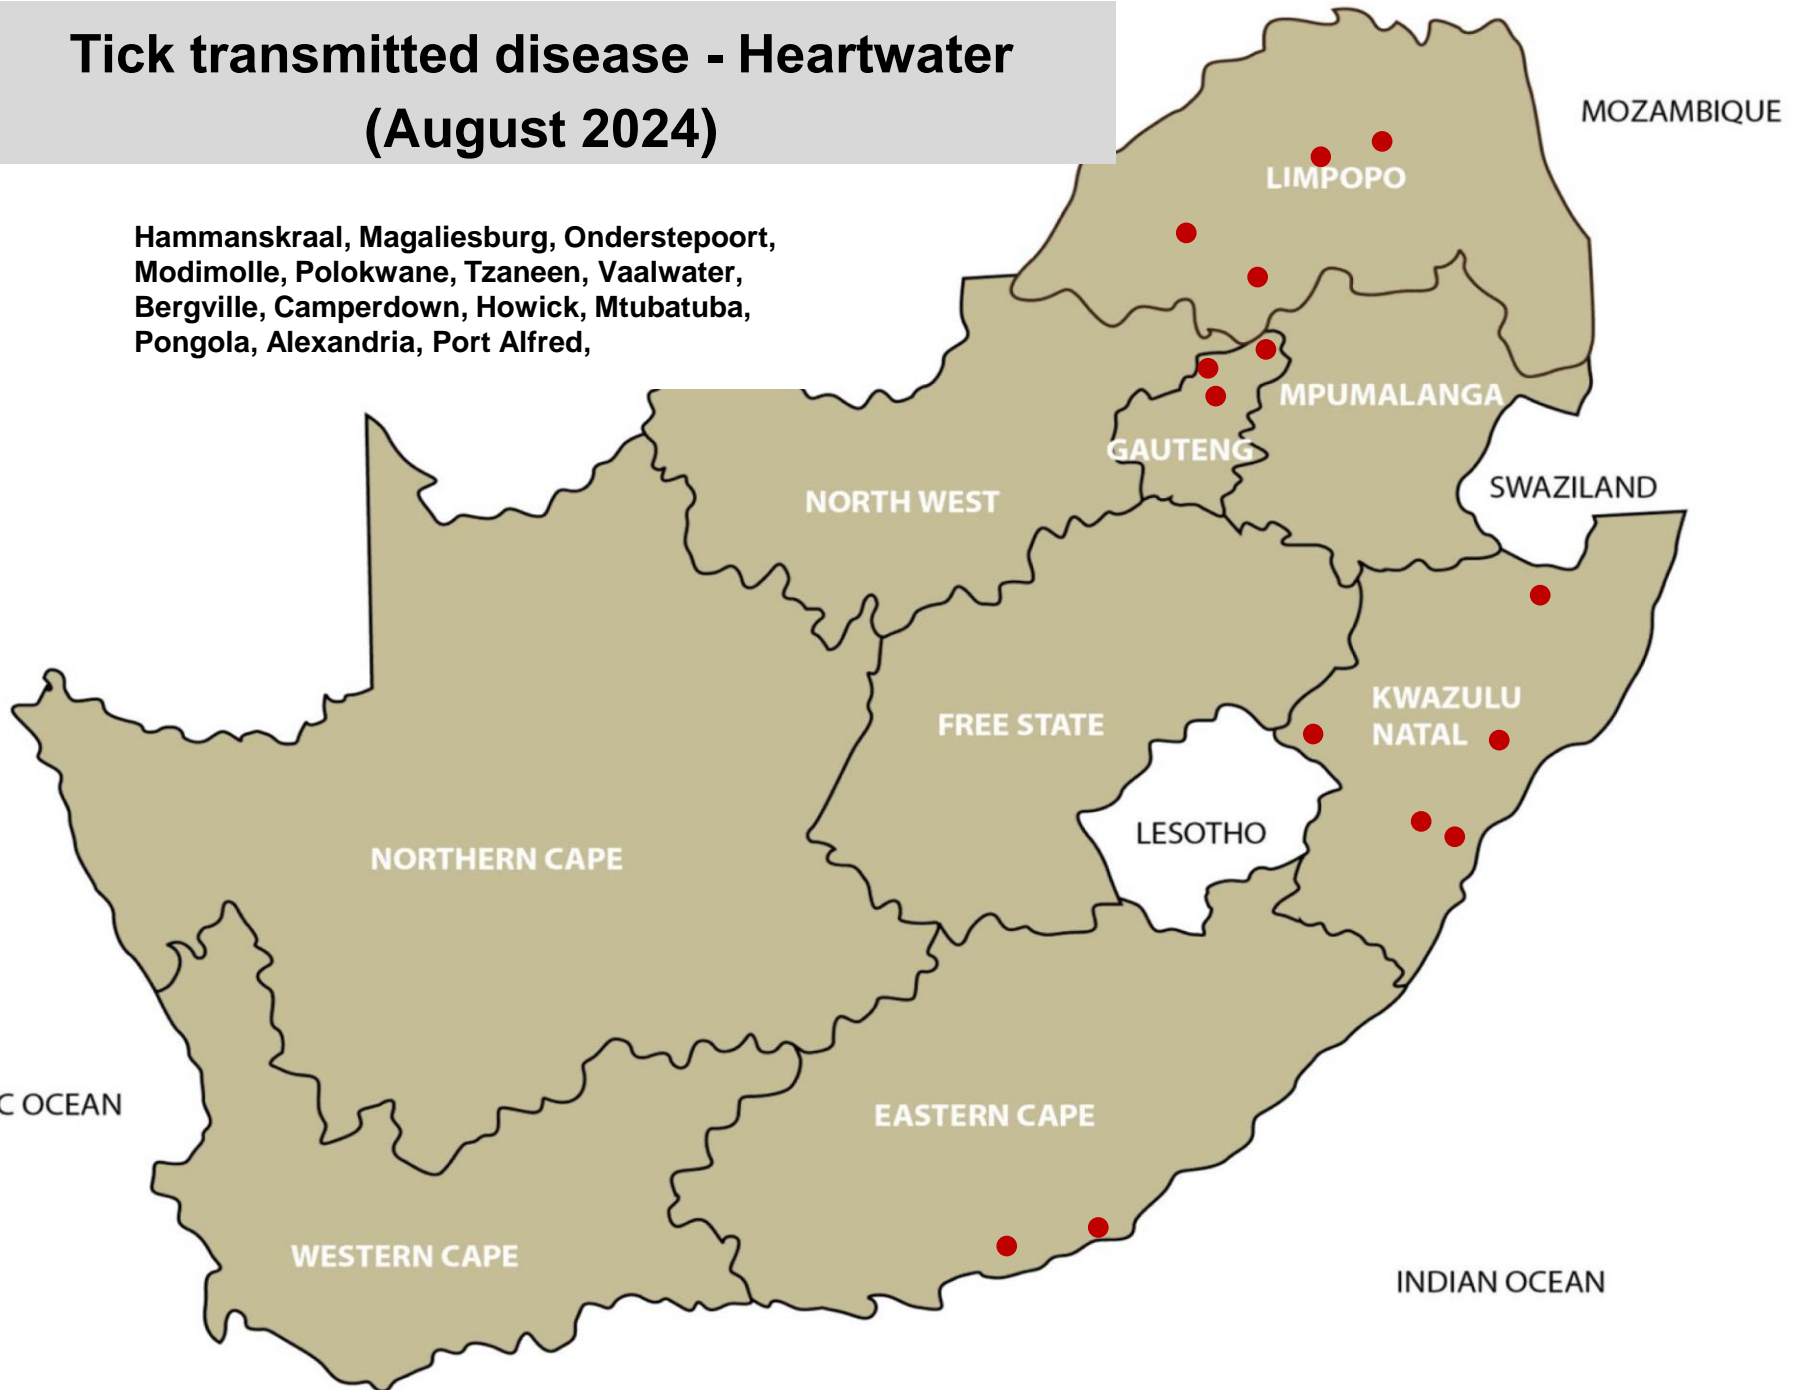 Tick transmitted disease - Heartwater
(August 2024)
MOZAMBIQUE
LIMPOPO
Hammanskraal, Magaliesburg, Onderstepoort,
Modimolle, Polokwane, Tzaneen, Vaalwater,
Bergville, Camperdown, Howick, Mtubatuba,
Pongola, Alexandria, Port Alfred,
MPUMALANGA
GAUTENG
SWAZILAND
NORTH WEST
KWAZULU
NATAL
FREE STATE
LESOTHO
NORTHERN CAPE
C OCEAN
EASTERN CAPE
WESTERN CAPE
INDIAN OCEAN